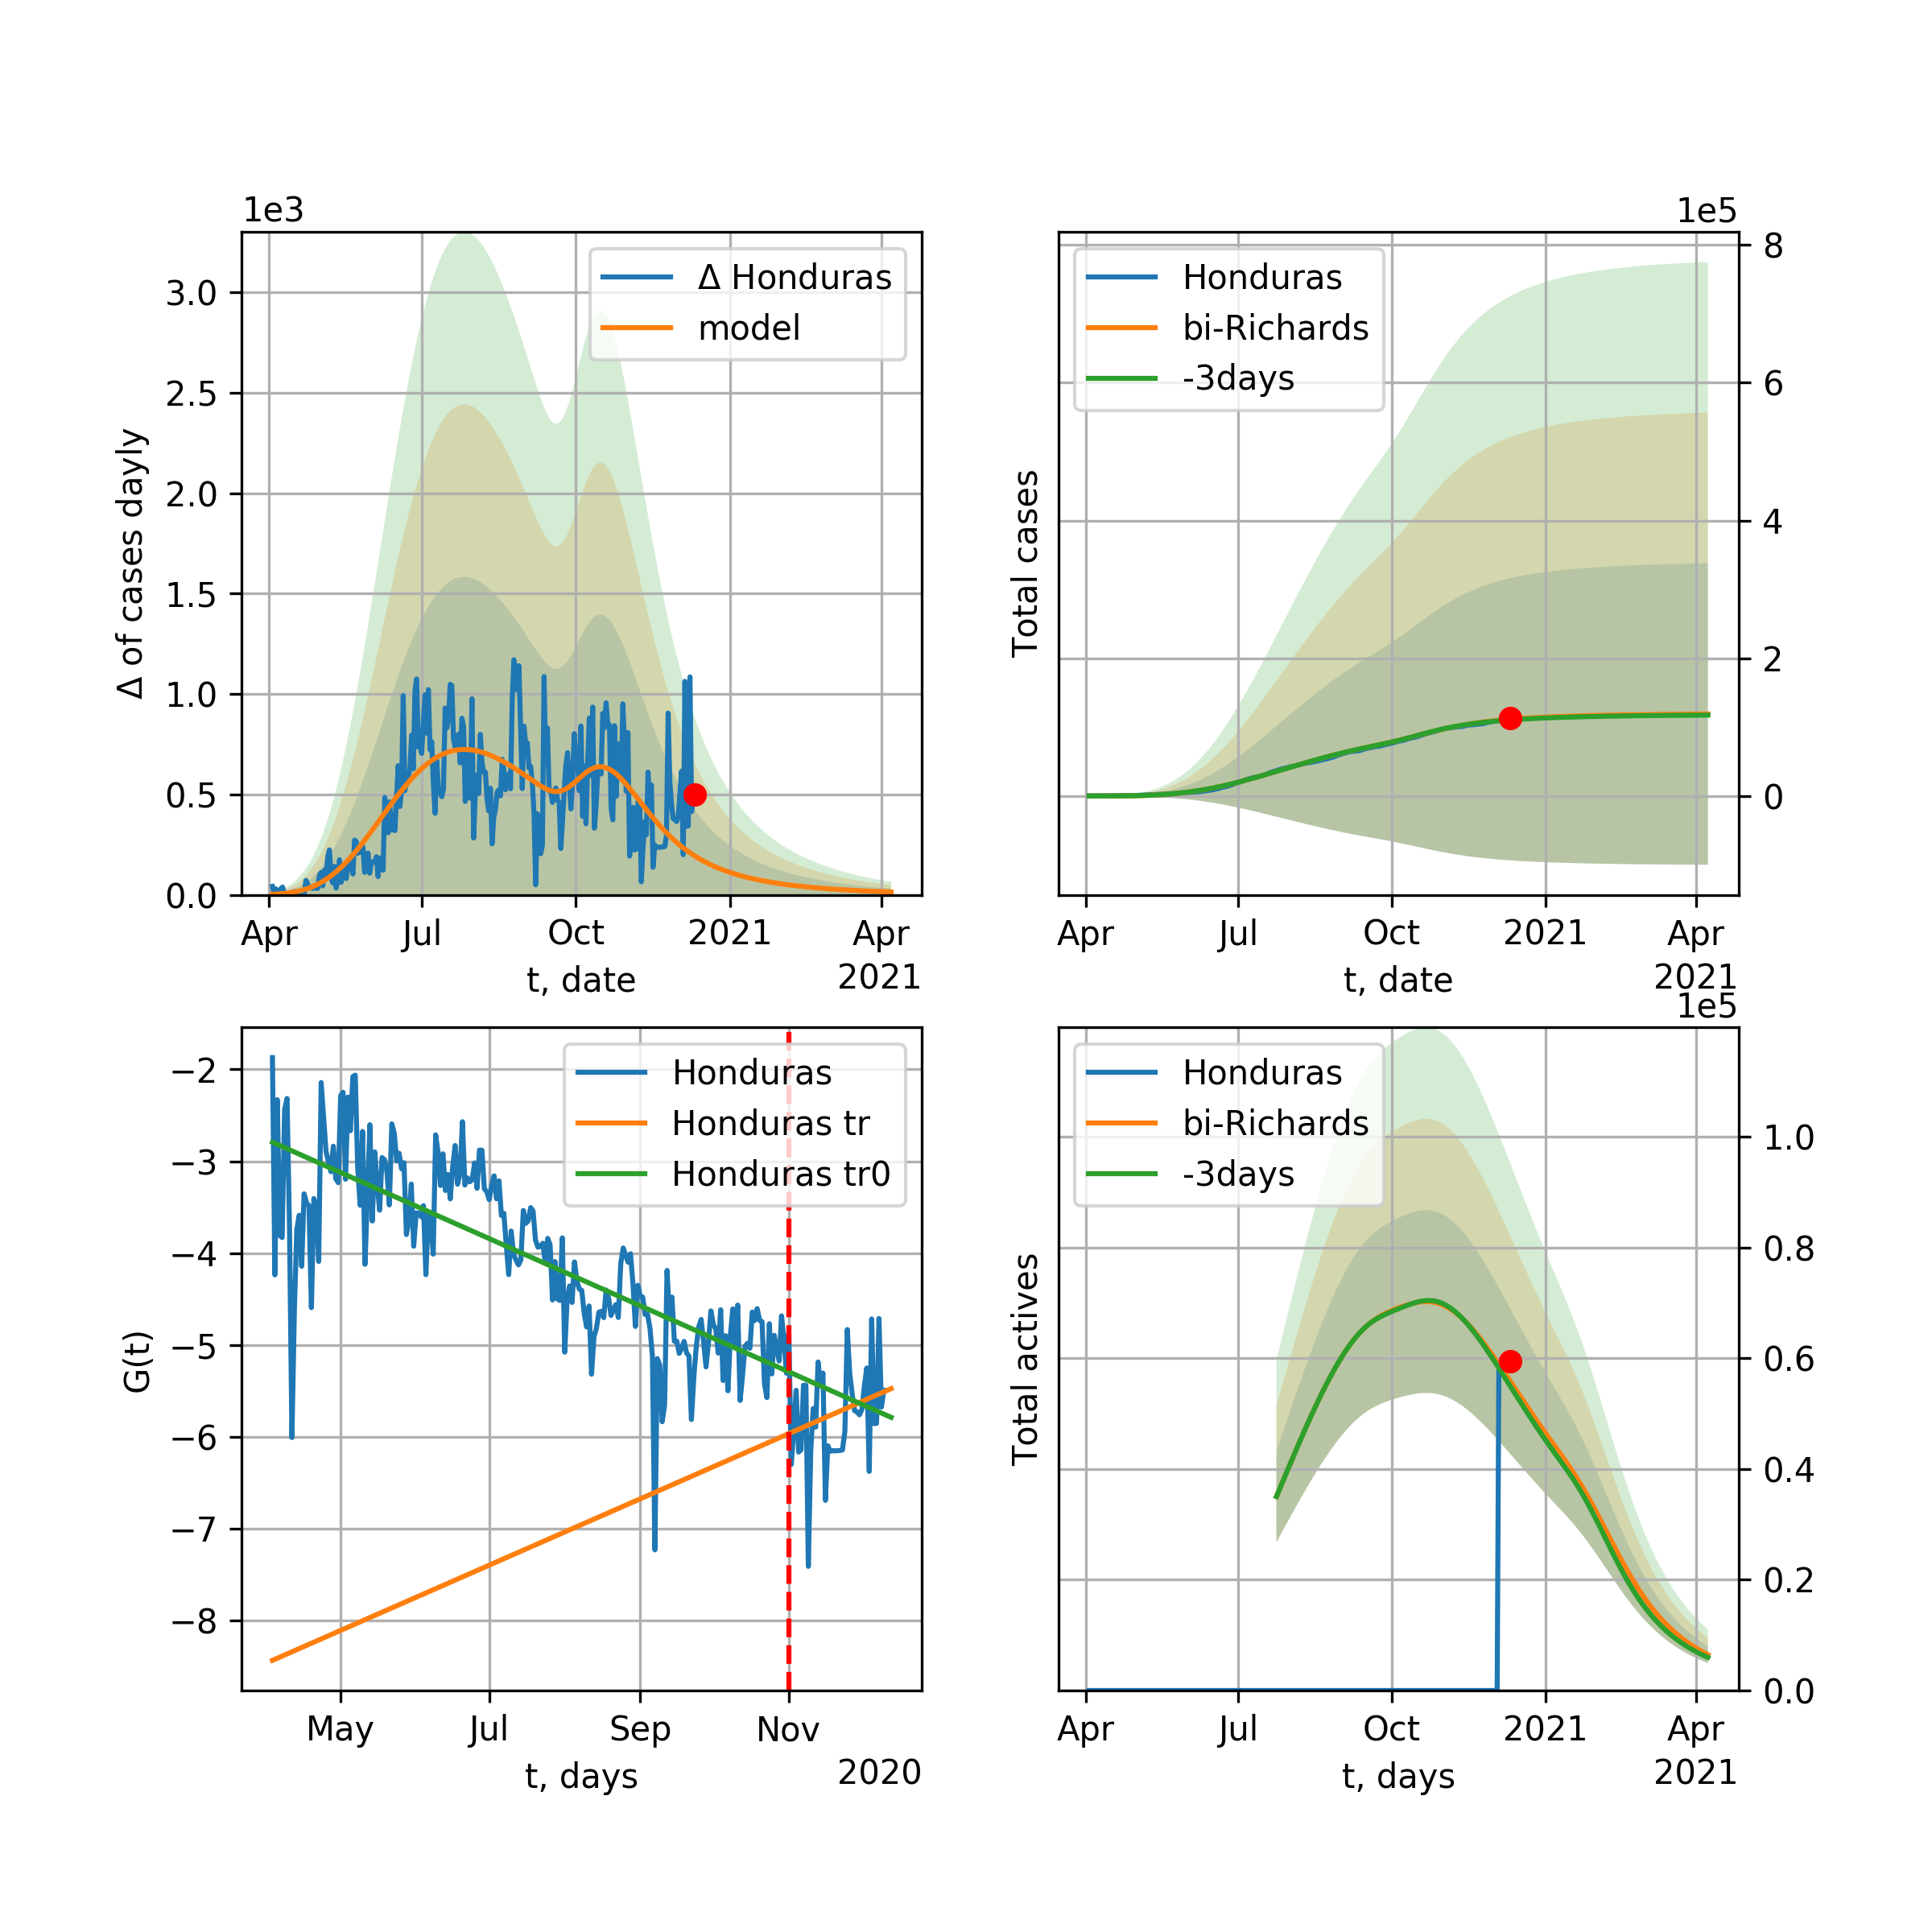 1e3
Δ of cases dayly
3.0
2.5
2.0
1.5
1.0
0.5
0.0
Δ Honduras
model
Apr Jul Oct 2021 Apr
t, date
2021
1e5
Total cases
Honduras
bi-Richards
-3days
8
6
4
2
0
Apr Jul Oct 2021 Apr
t, date
2021
G(t)
−2
−3
−4
−5
−6
−7
−8
Honduras
Honduras tr
Honduras tr0
May Jul Sep Nov
t, days
2020
1e5
Total actives
Honduras
bi-Richards
-3days
1.0
0.8
0.6
0.4
0.2
0.0
Apr Jul Oct 2021 Apr
t, days
2021